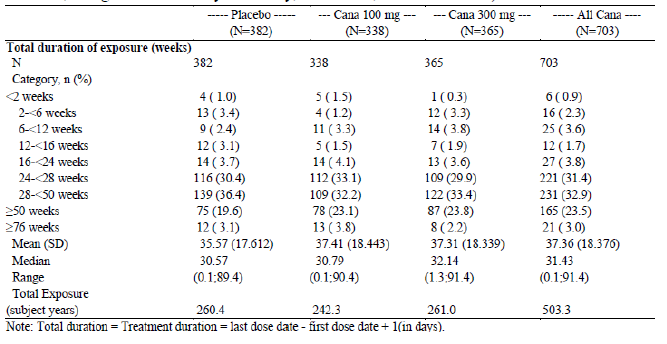 ----- Placebo ----- --- Cana 100 mg --- --- Cana 300 mg --- ----- All Cana ----
(N=382) (N=338) (N=365) (N=703)
Total duration of exposure (weeks)
N 382 338 365 703
Category, n (%)
<2 weeks 4 ( 1.0) 5 ( 1.5) 1 ( 0.3) 6 ( 0.9)
2-<6 weeks 13 ( 3.4) 4 ( 1.2) 12 ( 3.3) 16 ( 2.3)
6-<12 weeks 9 ( 2.4) 11 ( 3.3) 14 ( 3.8) 25 ( 3.6)
12-<16 weeks 12 ( 3.1) 5 ( 1.5) 7 ( 1.9) 12 ( 1.7)
16-<24 weeks 14 ( 3.7) 14 ( 4.1) 13 ( 3.6) 27 ( 3.8)
24-<28 weeks 116 (30.4) 112 (33.1) 109 (29.9) 221 (31.4)
28-<50 weeks 139 (36.4) 109 (32.2) 122 (33.4) 231 (32.9)
≥50 weeks 75 (19.6) 78 (23.1) 87 (23.8) 165 (23.5)
≥76 weeks 12 ( 3.1) 13 ( 3.8) 8 ( 2.2) 21 ( 3.0)
Mean (SD) 35.57 (17.612) 37.41 (18.443) 37.31 (18.339) 37.36 (18.376)
Median 30.57 30.79 32.14 31.43
Range (0.1;89.4) (0.1;90.4) (1.3;91.4) (0.1;91.4)
Total Exposure
(subject years) 260.4 242.3 261.0 503.3
Note: Total duration = Treatment duration = last dose date - first dose date + 1(in days).